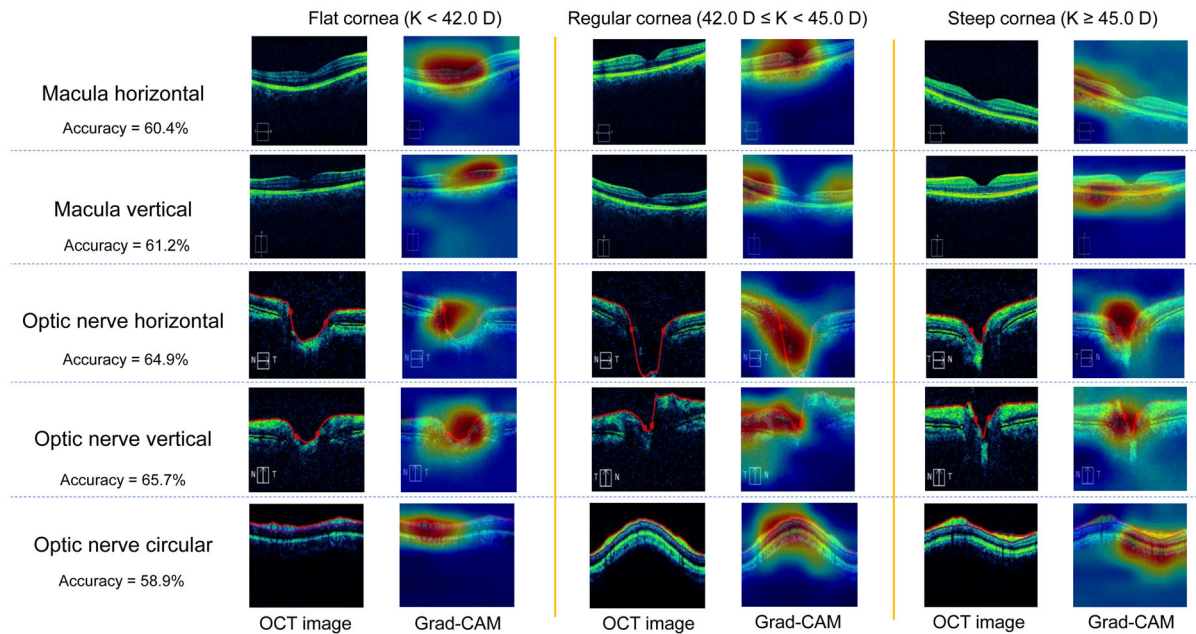 Flat cornea (K < 42.0 D)
Regular cornea (42.0 D ≤ K < 45.0 D)
Steep cornea (K ≥ 45.0 D)
Macula horizontal
Accuracy = 60.4%
Macula vertical
Accuracy = 61.2%
Optic nerve horizontal
Accuracy = 64.9%
N T
N T
N T
N T
T N
T N
Optic nerve vertical
Accuracy = 65.7%
N T
N T
T N
T N
N T
N T
Optic nerve circular
Accuracy = 58.9%
OCT image
Grad-CAM
OCT image
Grad-CAM
OCT image
Grad-CAM